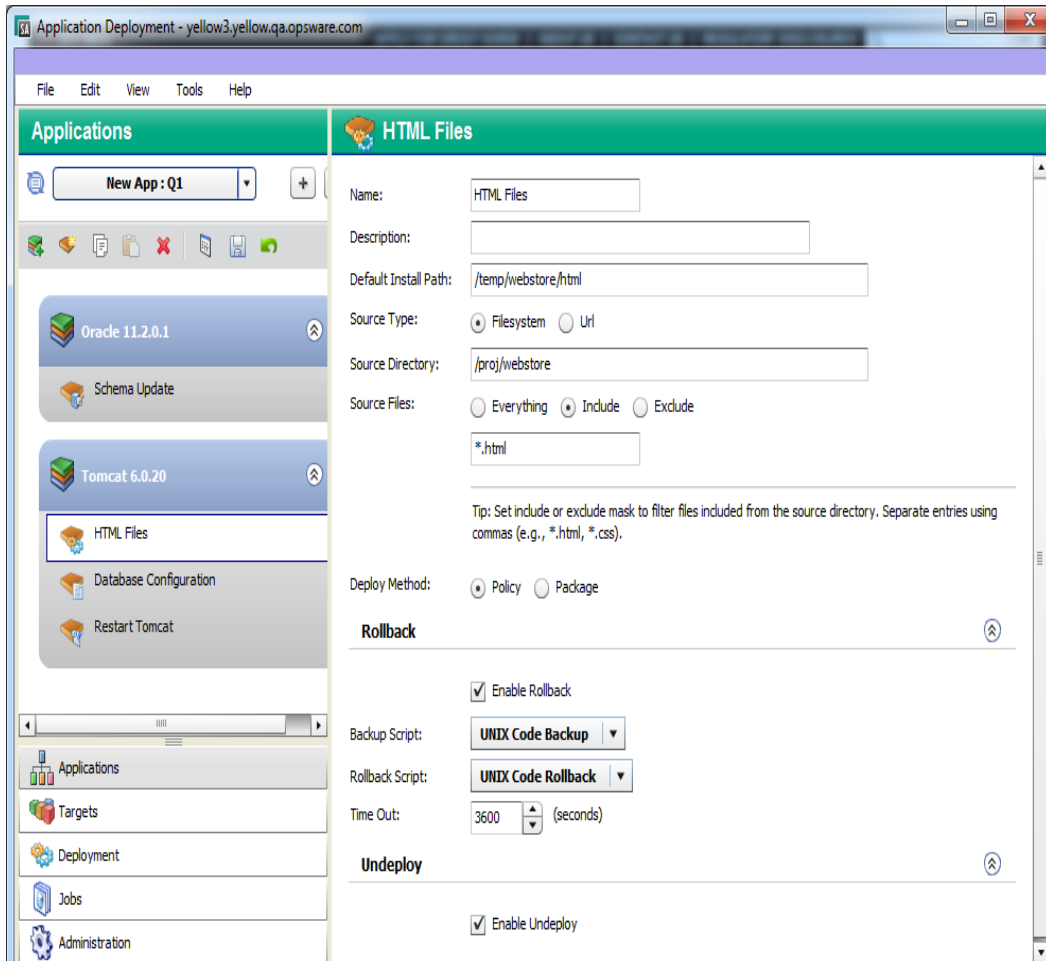 SA Application Deployment - yellow3.yellow.qa.opsware.com
File Edit View Tools Help
Applications
New App : Q1
Oracle 11.2.0.1
Schema Update
Tomcat 6.0.20
HTML Files
Database Configuration
Restart Tomcat
Applications
Targets
Deployment
Jobs
Administration
HTML Files
Name: HTML Files
Description:
Default Install Path: /temp/webstore/html
Source Type: Filesystem Url
Source Directory: /proj/webstore
Source Files: Everything Include Exclude
*.html
Tip: Set include or exclude mask to filter files included from the source directory. Separate entries using
commas (e.g., *.html, *.css).
Deploy Method: Policy Package
Rollback
Enable Rollback
Backup Script: UNIX Code Backup
Rollback Script: UNIX Code Rollback
Time Out: 3600 (seconds)
Undeploy
Enable Undeploy